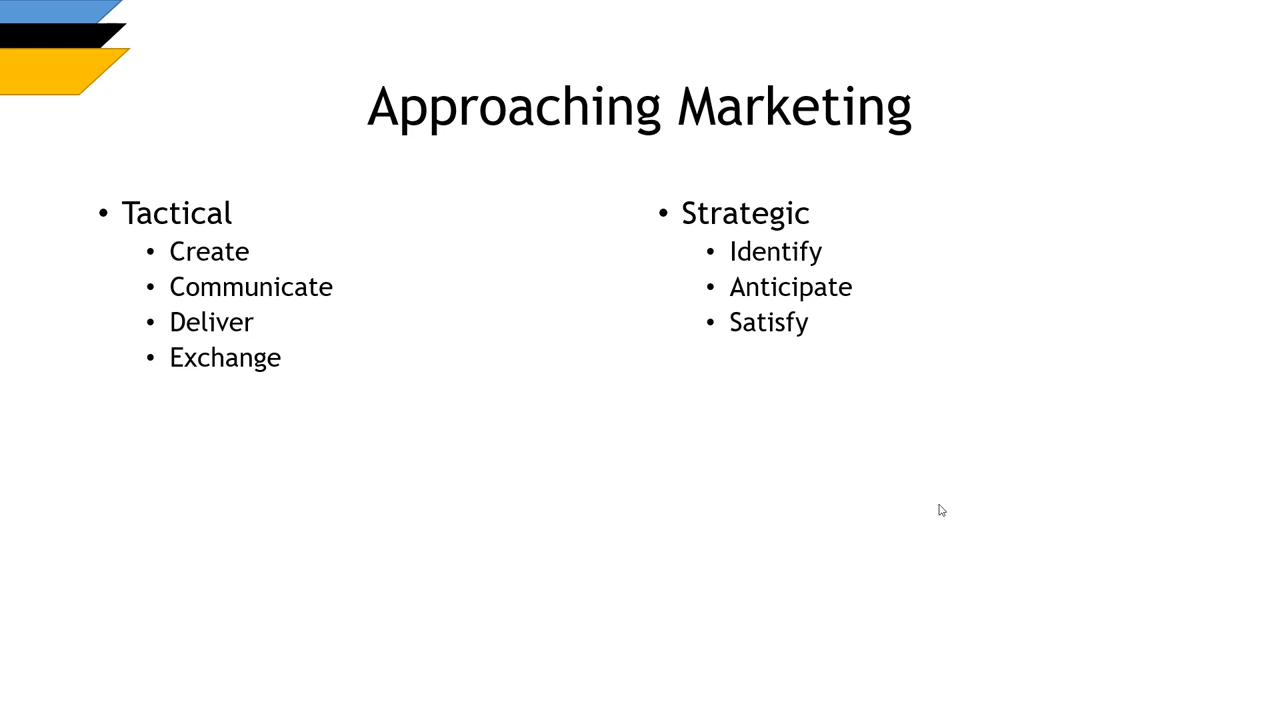 Approaching Marketing
• Tactical
• Create
• Communicate
• Deliver
• Exchange
• Strategic
• Identify
• Anticipate
• Satisfy